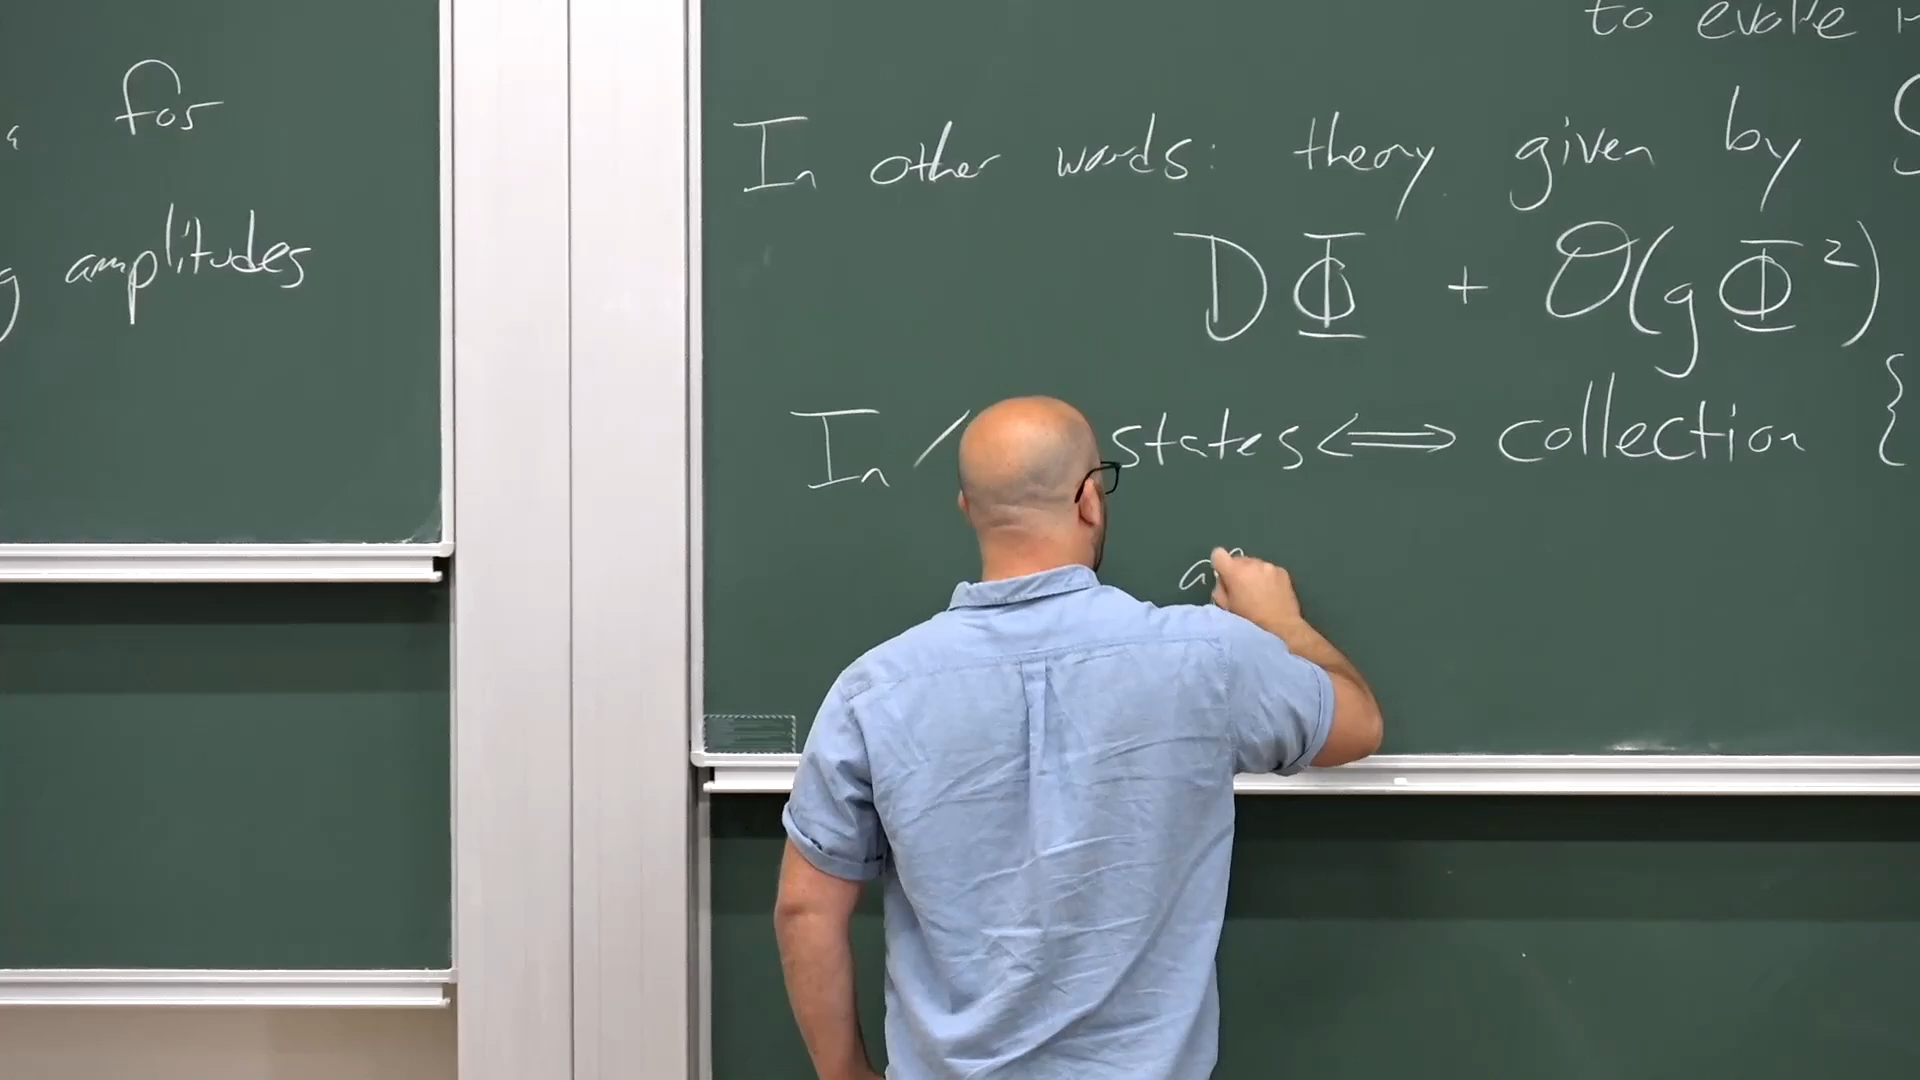 for
amplitudes
to evolve
In other words: theory given by S
DΦ + O(gΦ²)
In / states ⟺ collection {